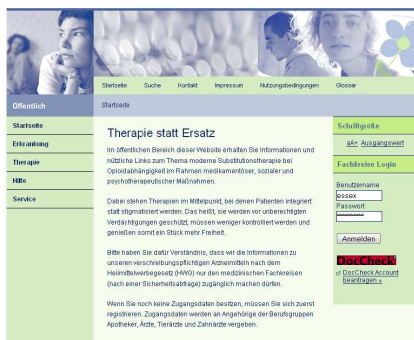 Startseite Suche Kontakt Impressum Nutzungsbedingungen Glossar
Öffentlich
Startseite
Startseite
Erkrankung
Therapie
Hilfe
Service
Therapie statt Ersatz
Im öffentlichen Bereich dieser Website erhalten Sie Informationen und
nützliche Links zum Thema moderne Substitutionstherapie bei
Opioidabhängigkeit im Rahmen medikamentöser, sozialer und
psychotherapeutischer Maßnahmen.
Dabei stehen Therapien im Mittelpunkt, bei denen Patienten integriert
statt stigmatisiert werden. Das heißt, sie werden vor unberechtigten
Verdächtigungen geschützt, müssen weniger kontrolliert werden und
genießen somit ein Stück mehr Freiheit.
Bitte haben Sie dafür Verständnis, dass wir die Informationen zu
unseren verschreibungspflichtigen Arzneimitteln nach dem
Heilmittelwerbegesetz (HWG) nur den medizinischen Fachkreisen
(nach einer Sicherheitsabfrage) zugänglich machen dürfen.
Wenn Sie noch keine Zugangsdaten besitzen, müssen Sie sich zuerst
registrieren. Zugangsdaten werden an Angehörige der Berufsgruppen
Apotheker, Ärzte, Tierärzte und Zahnärzte vergeben.
Schriftgröße
aA+ Ausgangswert
Fachkreise Login
Benutzername
essex
Passwort
**********
Anmelden
DocCheck
DocCheck Account
beantragen »